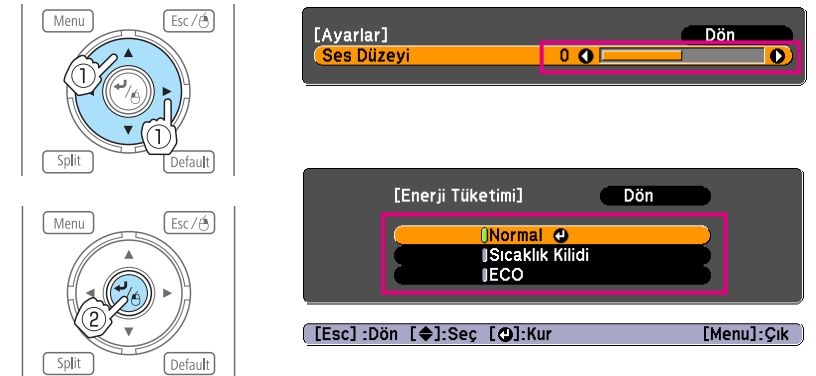 Menu
Esc/
1
1
Split
Default
[Ayarlar]
Dön
Ses Düzeyi
0
Menu
Esc/
2
Split
Default
[Enerji Tüketimi]
Dön
Normal
Sıcaklık Kilidi
ECO
[Esc] :Dön [◆]:Seç [⏎]:Kur [Menu]:Çık